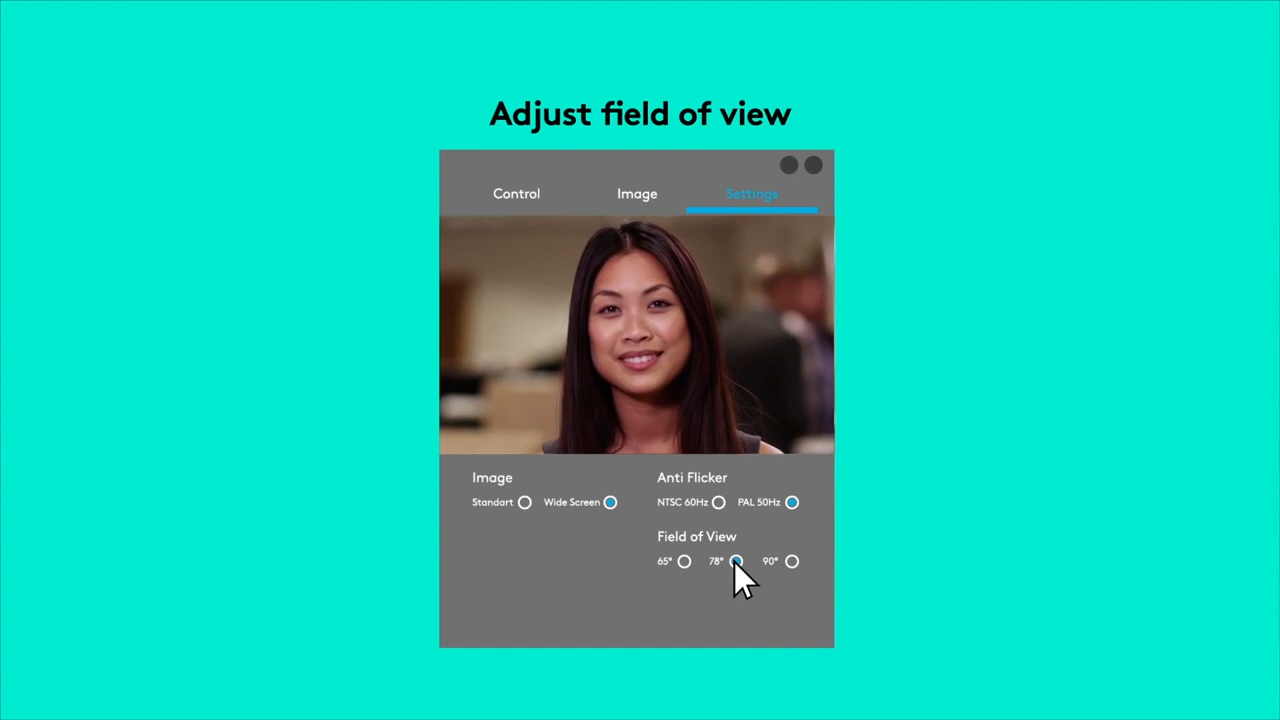 Adjust field of view
Control Image Settings
Image Anti Flicker
Standart Wide Screen NTSC 60Hz PAL 50Hz
Field of View
65° 78° 90°